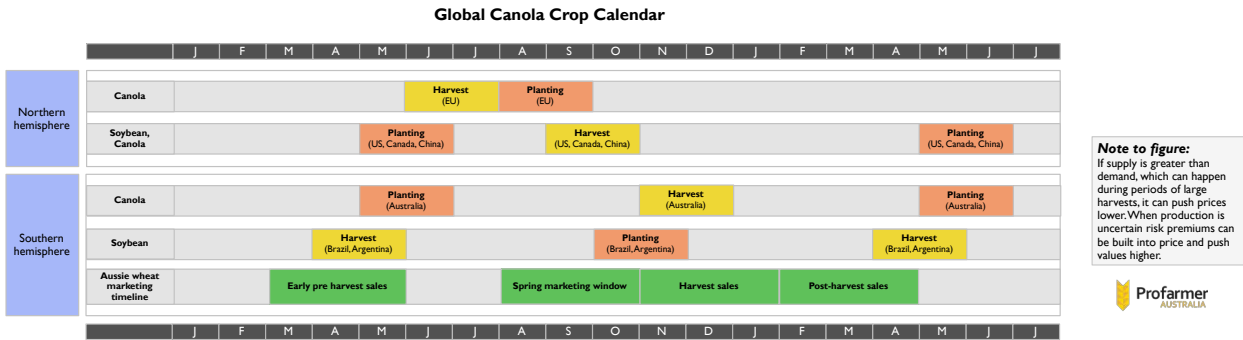 Global Canola Crop Calendar
J F M A M J J A S O N D J F M A M J J
Northern
hemisphere
Canola
Harvest
(EU)
Planting
(EU)
Soybean,
Canola
Planting
(US, Canada, China)
Harvest
(US, Canada, China)
Planting
(US, Canada, China)
Southern
hemisphere
Canola
Planting
(Australia)
Harvest
(Australia)
Planting
(Australia)
Soybean
Harvest
(Brazil, Argentina)
Planting
(Brazil, Argentina)
Harvest
(Brazil, Argentina)
Aussie wheat
marketing
timeline
Early pre harvest sales
Spring marketing window
Harvest sales
Post-harvest sales
J F M A M J J A S O N D J F M A M J J
Note to figure:
If supply is greater than
demand, which can happen
during periods of large
harvests, it can push prices
lower. When production is
uncertain risk premiums can
be built into price and push
values higher.
Profarmer
AUSTRALIA